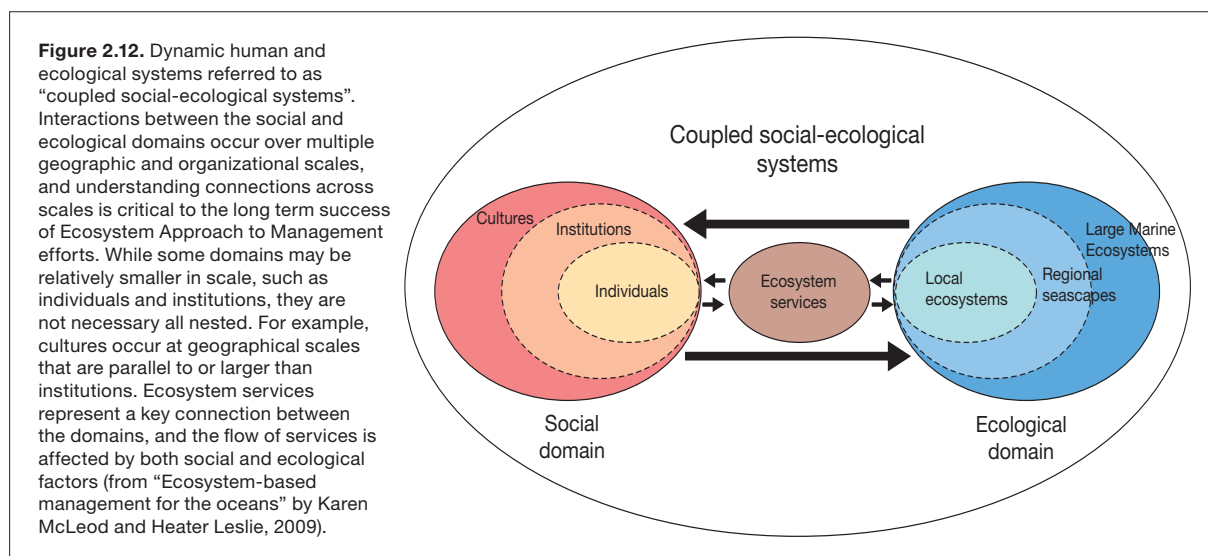 Figure 2.12. Dynamic human and
ecological systems referred to as
“coupled social-ecological systems”.
Interactions between the social and
ecological domains occur over multiple
geographic and organizational scales,
and understanding connections across
scales is critical to the long term success
of Ecosystem Approach to Management
efforts. While some domains may be
relatively smaller in scale, such as
individuals and institutions, they are
not necessary all nested. For example,
cultures occur at geographical scales
that are parallel to or larger than
institutions. Ecosystem services
represent a key connection between
the domains, and the flow of services is
affected by both social and ecological
factors (from “Ecosystem-based
management for the oceans” by Karen
McLeod and Heater Leslie, 2009).
Coupled social-ecological
systems
Cultures
Institutions
Individuals
Ecosystem
services
Local
ecosystems
Regional
seascapes
Large Marine
Ecosystems
Social
domain
Ecological
domain